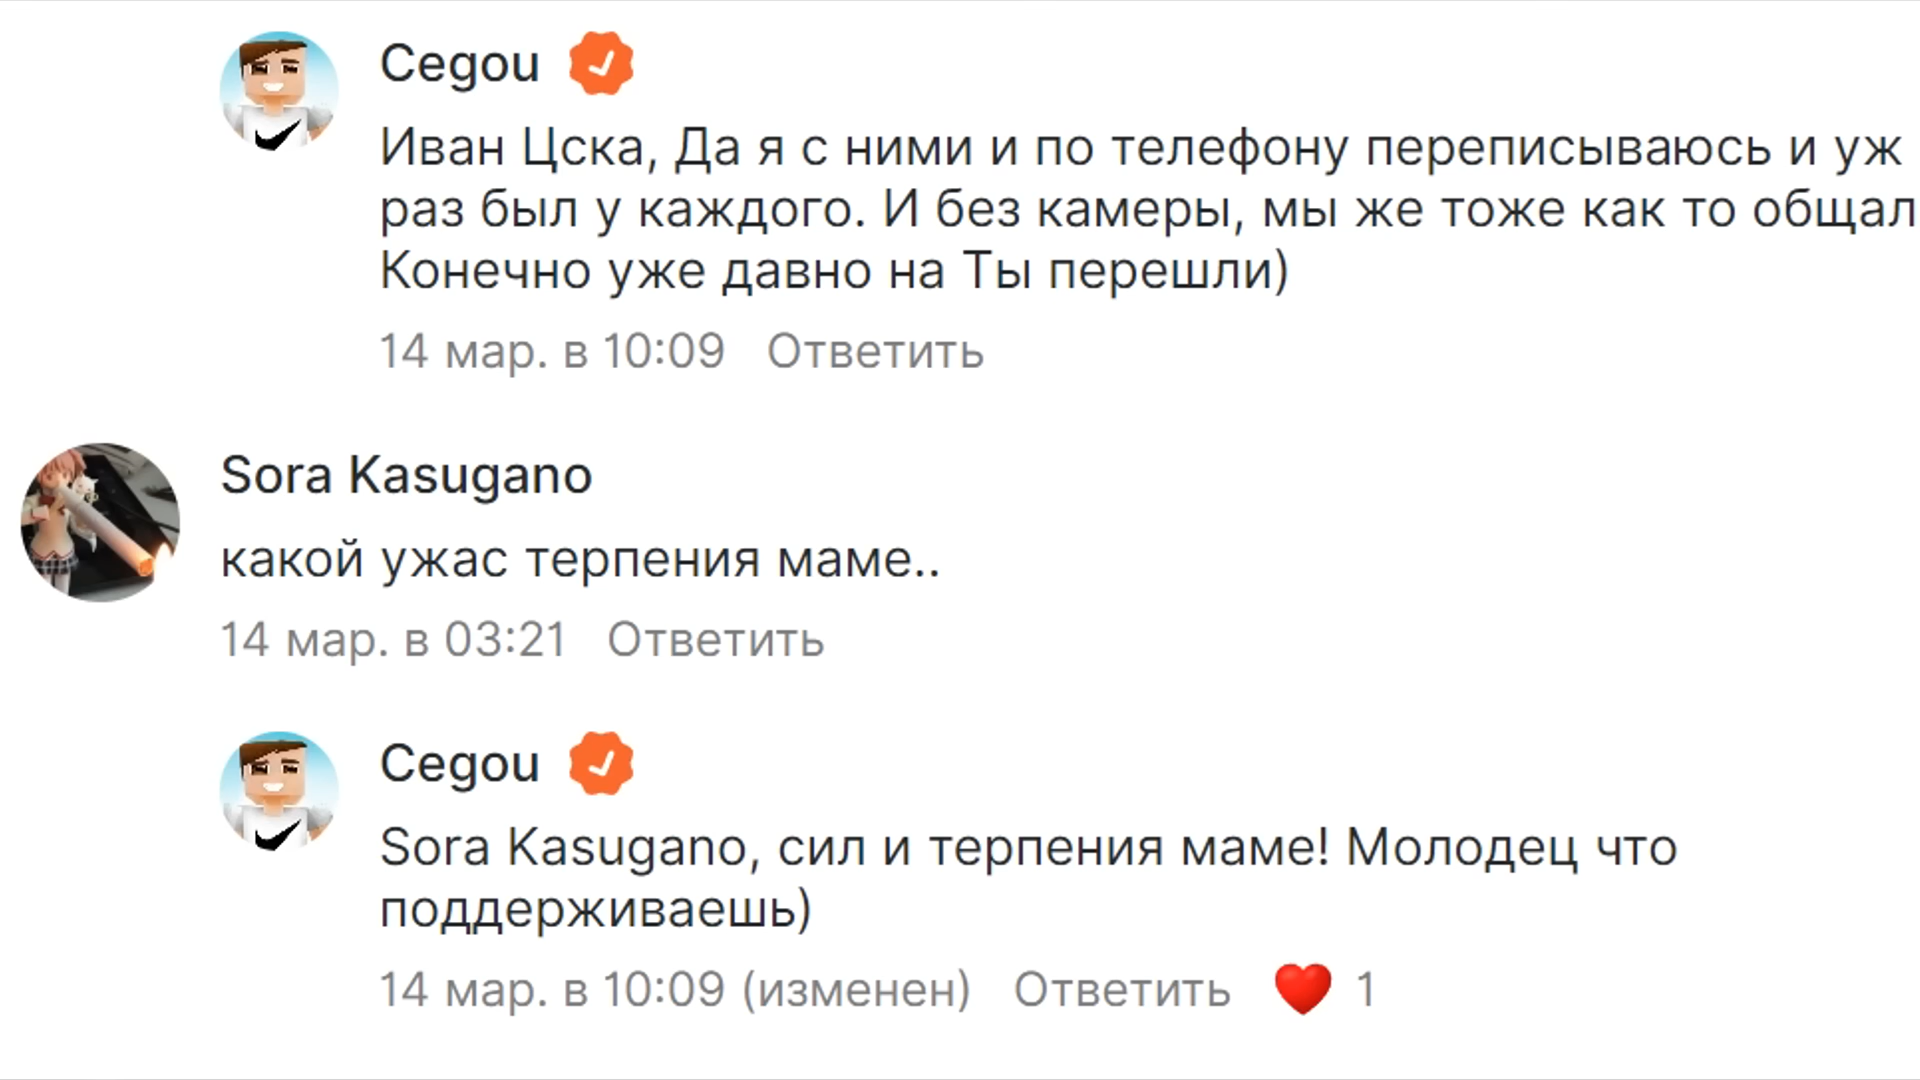 Cegou
Иван Цска, Да я с ними и по телефону переписываюсь и уж
раз был у каждого. И без камеры, мы же тоже как то общал
Конечно уже давно на Ты перешли)
14 мар. в 10:09 Ответить
Sora Kasugano
какой ужас терпения маме..
14 мар. в 03:21 Ответить
Cegou
Sora Kasugano, сил и терпения маме! Молодец что
поддерживаешь)
14 мар. в 10:09 (изменен) Ответить ❤️ 1